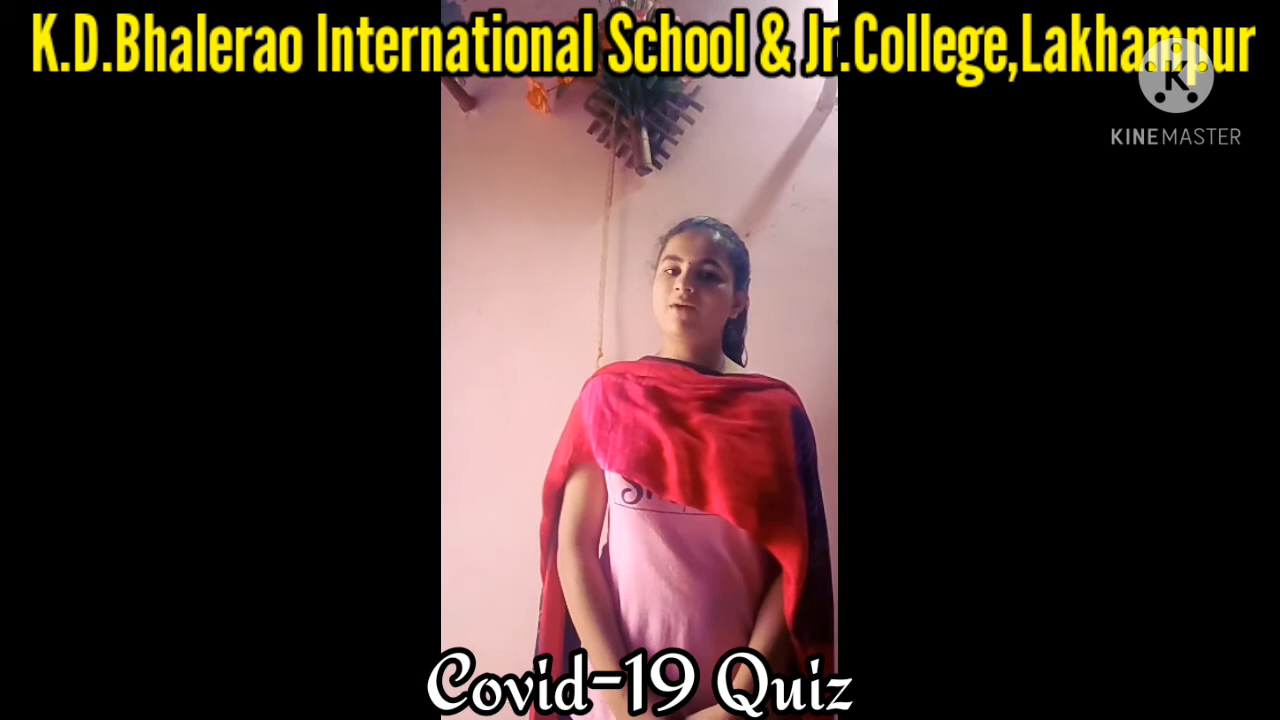 K.D.Bhalerao International School & Jr.College,Lakhampur
K
KINEMASTER
Covid-19 Quiz